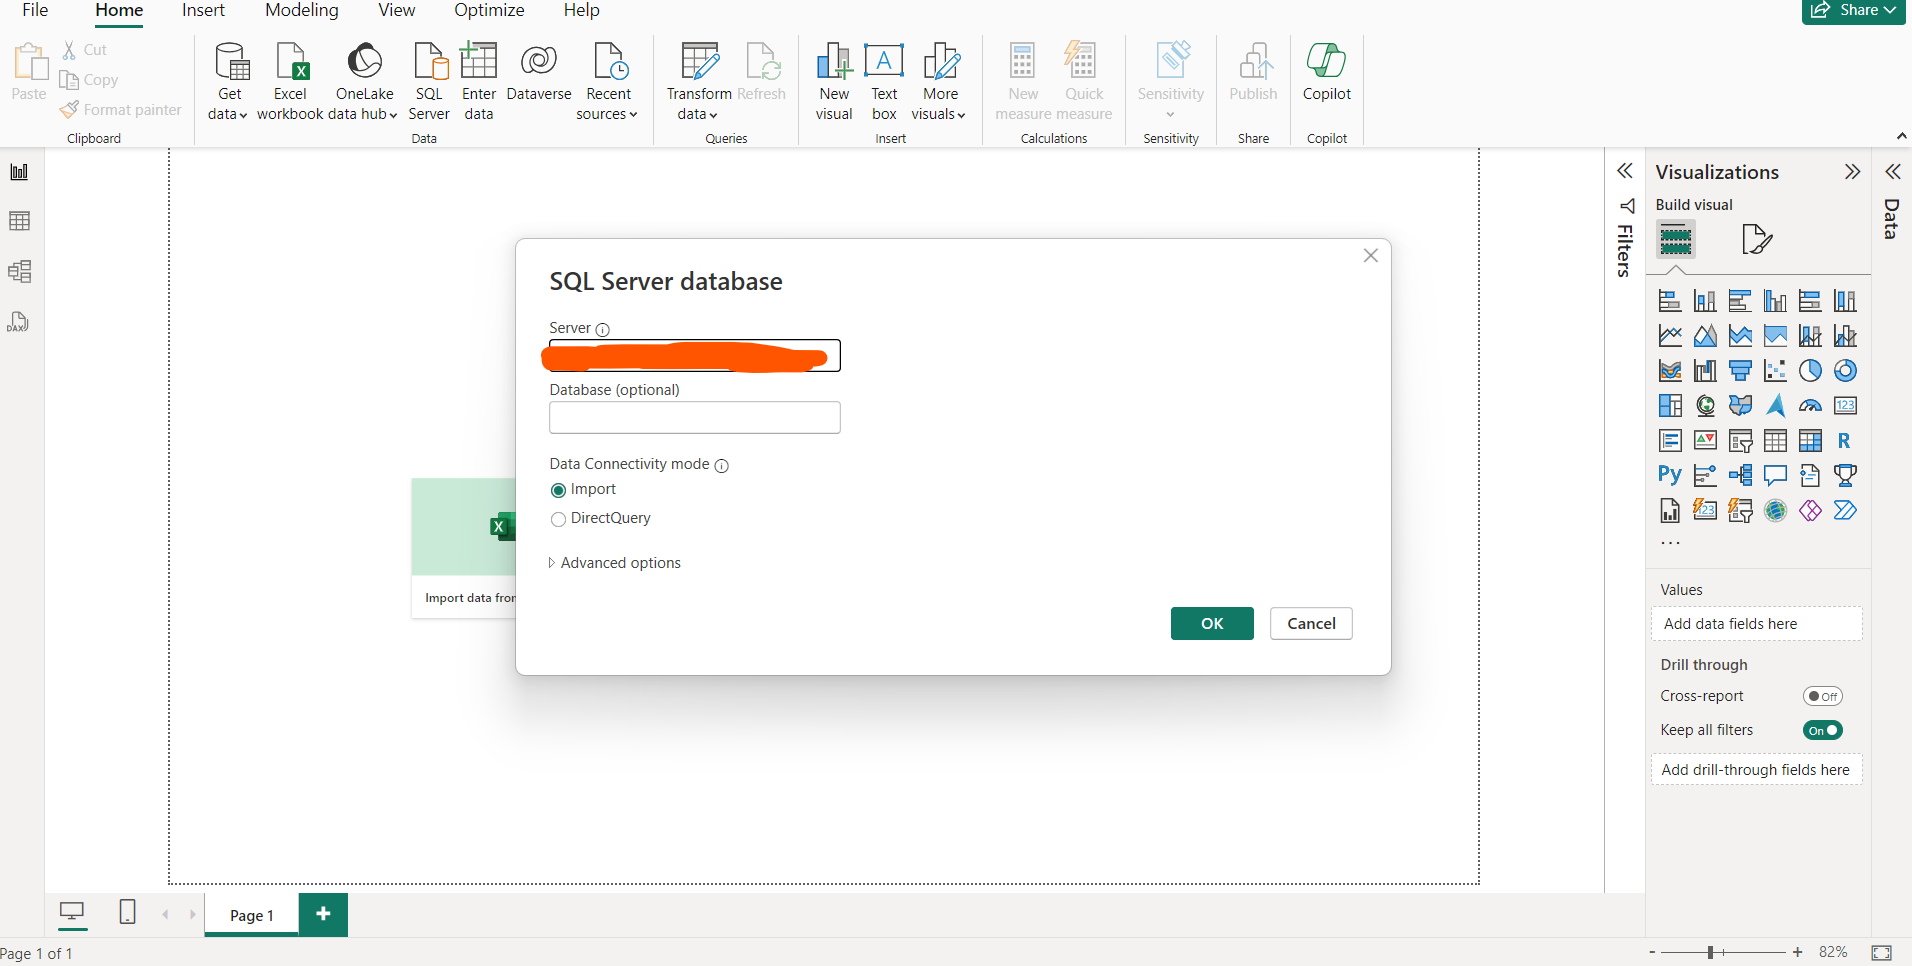 File Home Insert Modeling View Optimize Help
Share
Paste
Cut
Copy
Format painter
Clipboard
Get data
Excel workbook
OneLake data hub
SQL Server
Enter data
Dataverse
Recent sources
Data
Transform data
Refresh
Queries
New visual
Text box
More visuals
Insert
New measure
Quick measure
Calculations
Sensitivity
Sensitivity
Publish
Share
Copilot
Copilot
SQL Server database
Server
Database (optional)
Data Connectivity mode
Import
DirectQuery
Advanced options
OK
Cancel
Import data fro
Filters
Visualizations
Build visual
123
R
Py
123
...
Values
Add data fields here
Drill through
Cross-report
Off
Keep all filters
On
Add drill-through fields here
Data
DAX
A
X
X
Page 1
+
Page 1 of 1
- + 82%